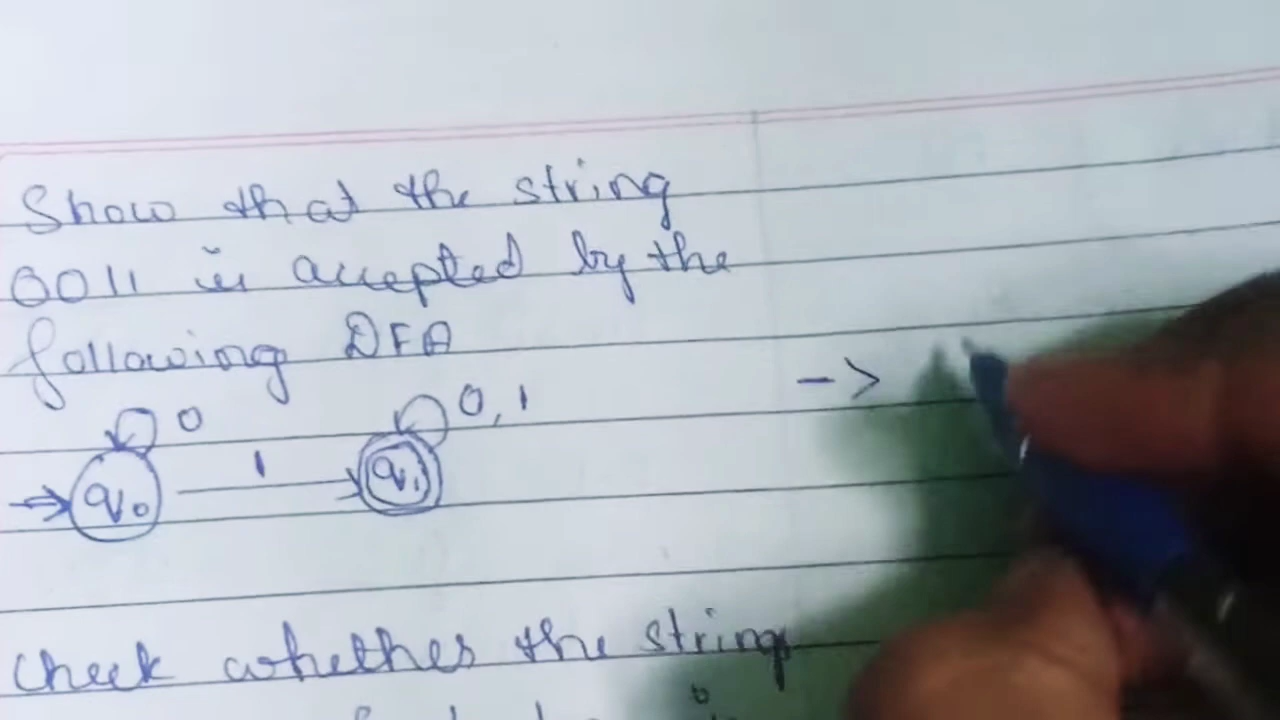 Show that the string
0011 is accepted by the
following DFA
0
0, 1
1
q0
q1
->
Check whether the string